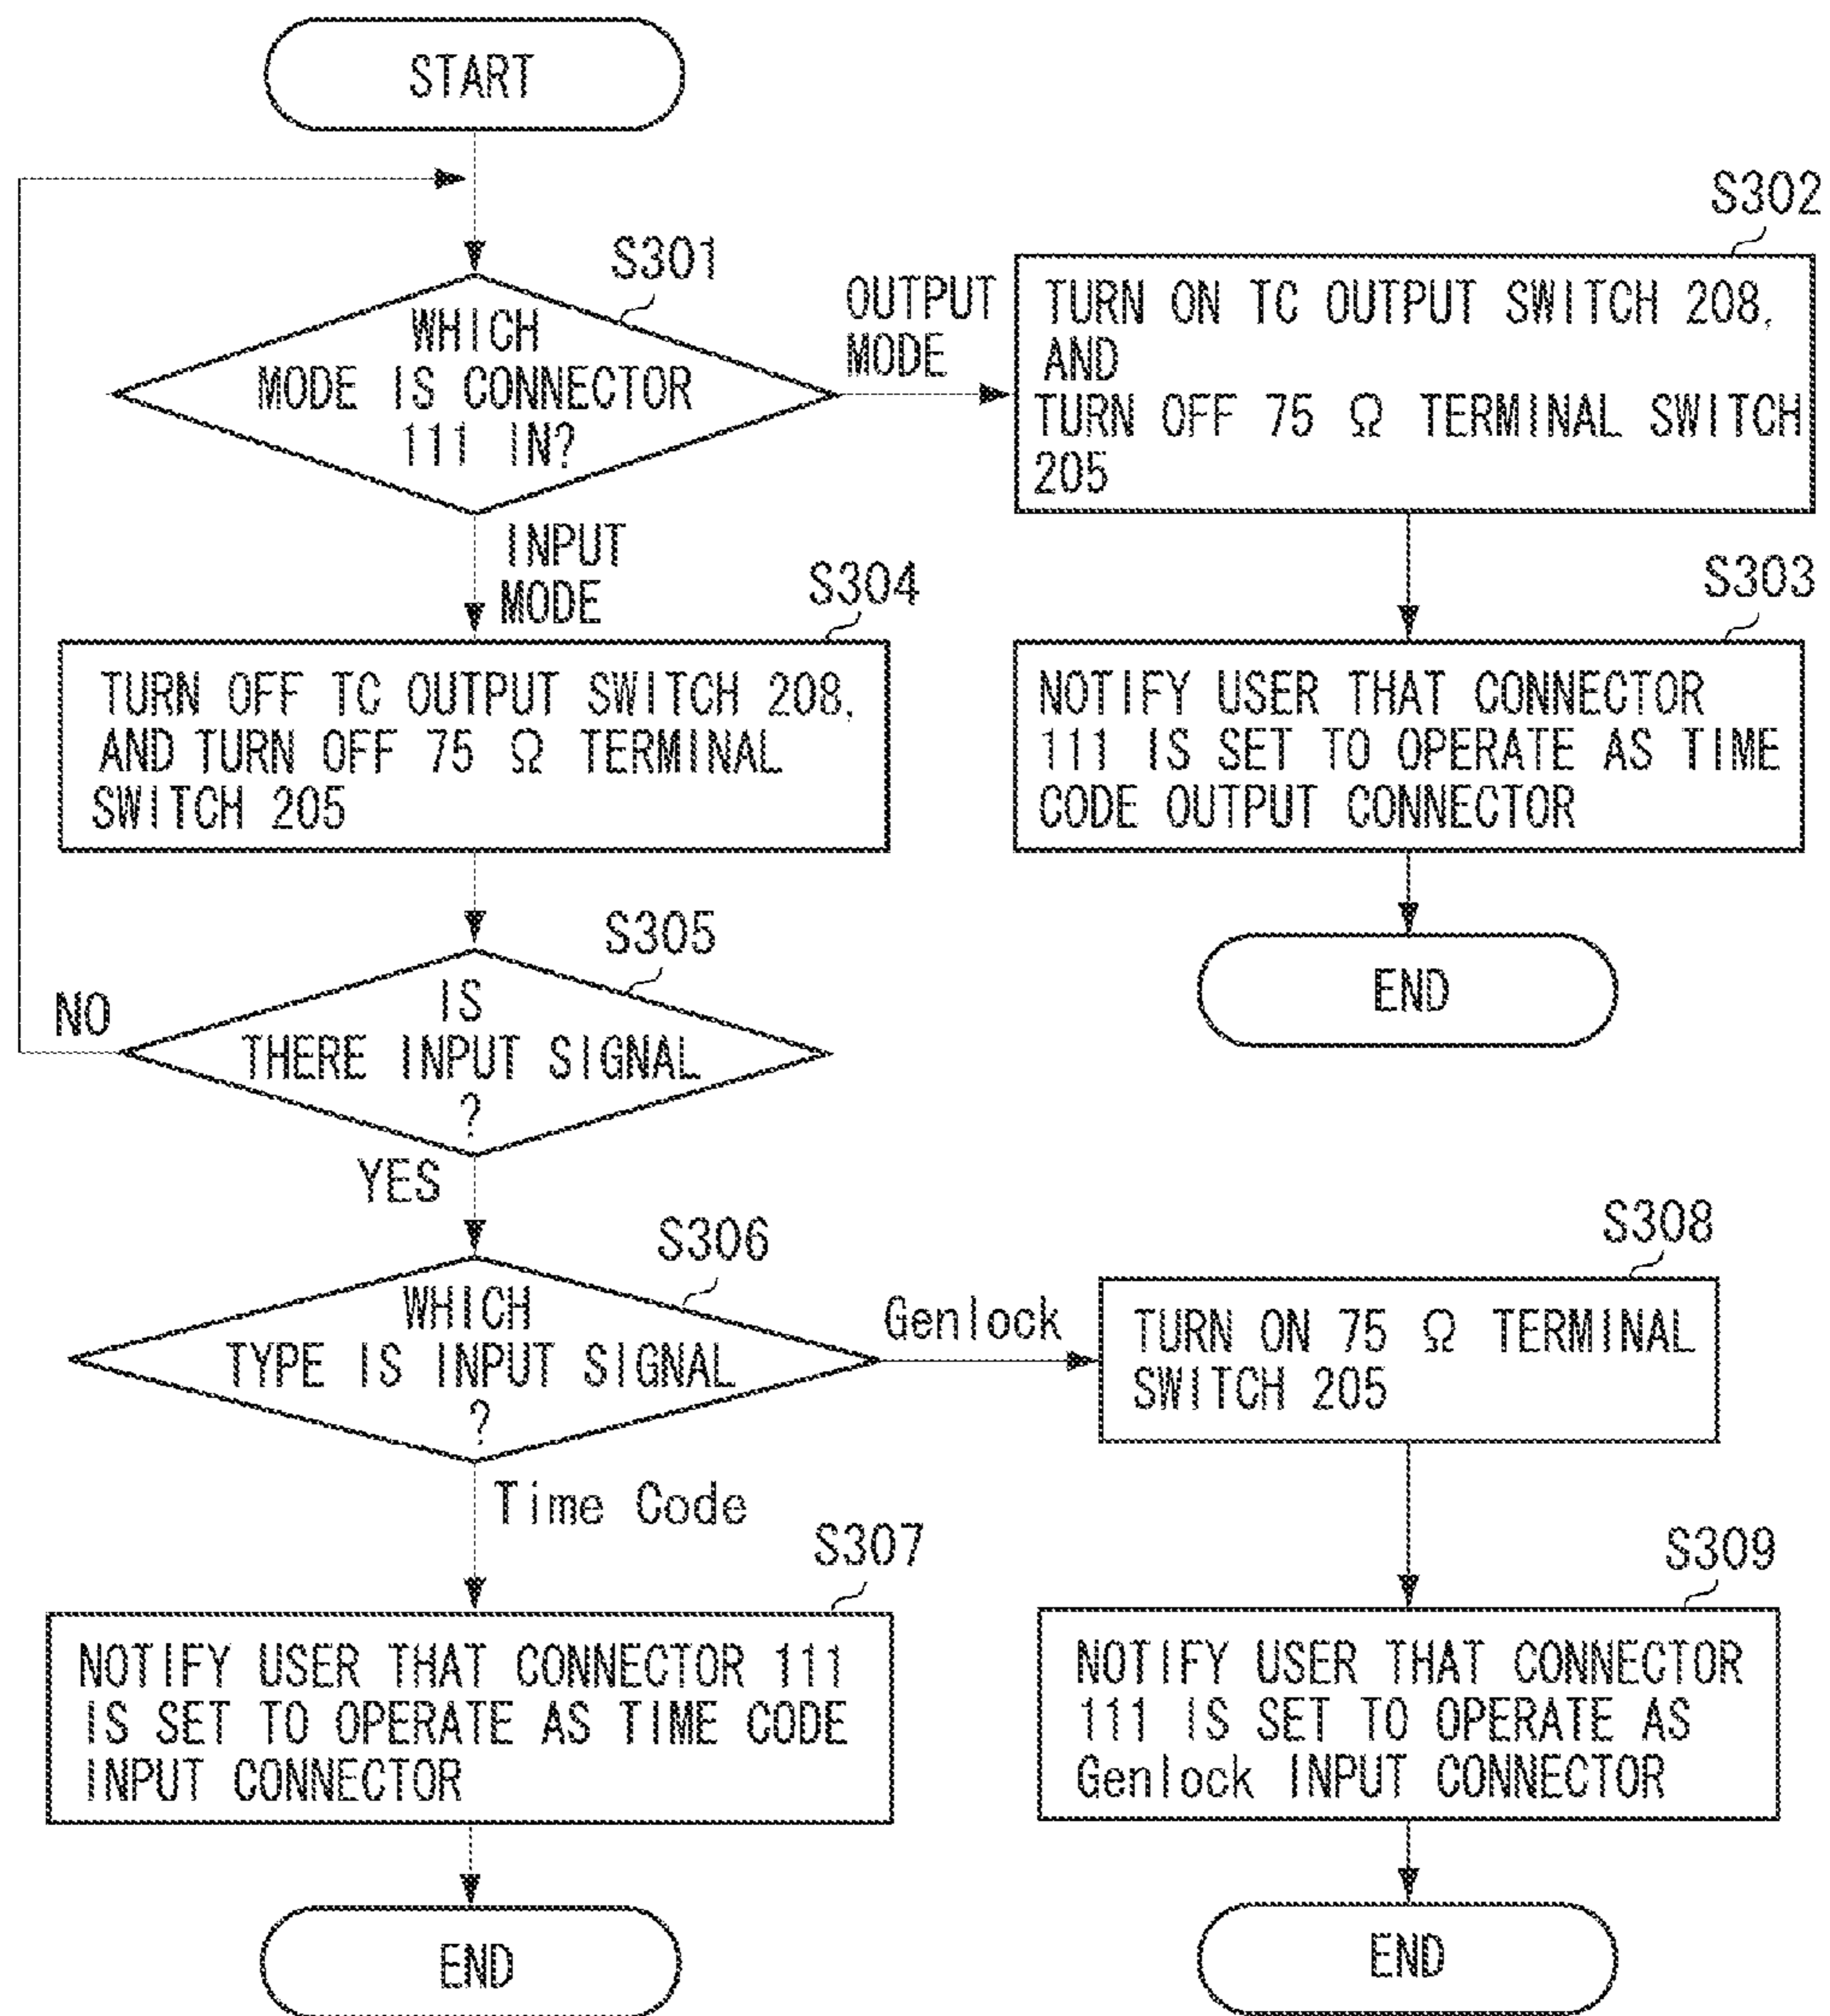 START
S301
WHICH
MODE IS CONNECTOR
111 IN?
OUTPUT
MODE
S302
TURN ON TC OUTPUT SWITCH 208,
AND
TURN OFF 75 Ω TERMINAL SWITCH
205
INPUT
MODE
S303
NOTIFY USER THAT CONNECTOR
111 IS SET TO OPERATE AS TIME
CODE OUTPUT CONNECTOR
END
S304
TURN OFF TC OUTPUT SWITCH 208,
AND TURN OFF 75 Ω TERMINAL
SWITCH 205
S305
IS
THERE INPUT SIGNAL
?
NO
YES
S306
WHICH
TYPE IS INPUT SIGNAL
?
Genlock
S308
TURN ON 75 Ω TERMINAL
SWITCH 205
Time Code
S307
NOTIFY USER THAT CONNECTOR 111
IS SET TO OPERATE AS TIME CODE
INPUT CONNECTOR
END
S309
NOTIFY USER THAT CONNECTOR
111 IS SET TO OPERATE AS
Genlock INPUT CONNECTOR
END